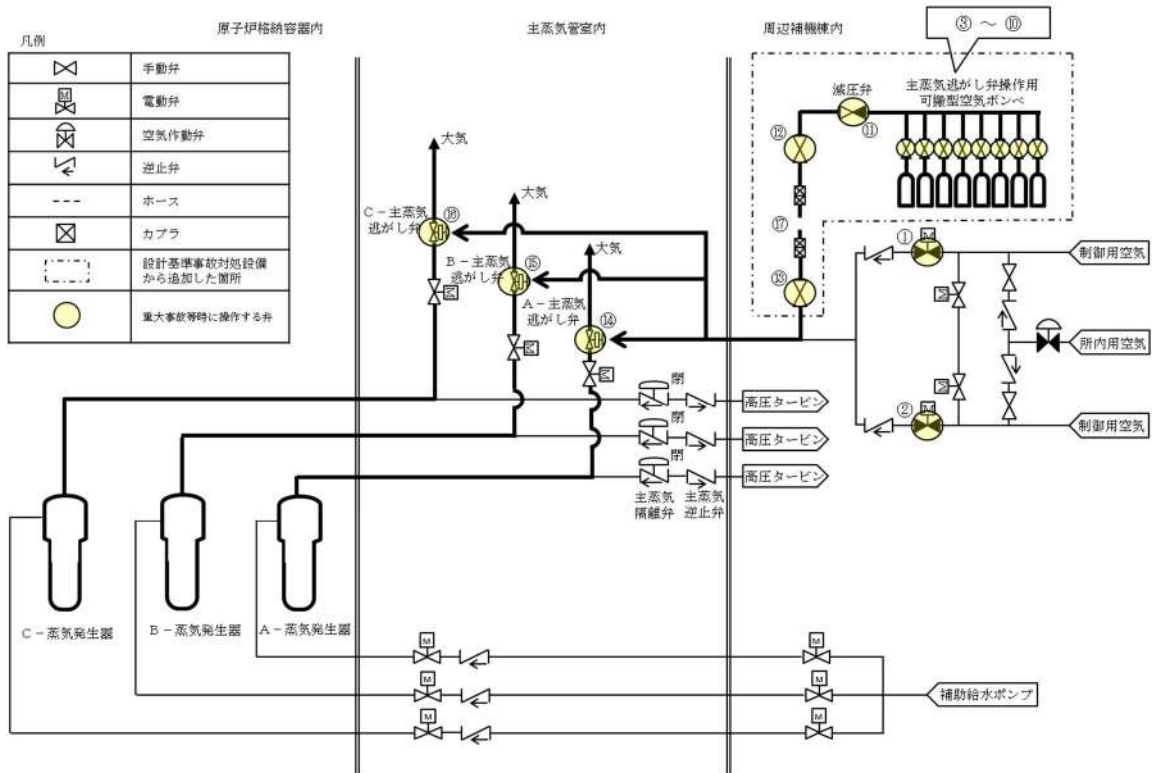 凡例
手動弁
M
電動弁
空気作動弁
逆止弁
ホース
カプラ
設計基準事故対処設備
から追加した箇所
重大事故等時に操作する弁
原子炉格納容器内
主蒸気管室内
周辺補機棟内
③ ～ ⑩
主蒸気逃がし弁操作用
可搬型空気ボンベ
減圧弁
⑪
⑫
⑰
⑬
大気
C－主蒸気
逃がし弁
⑯
M
大気
B－主蒸気
逃がし弁
⑮
M
大気
A－主蒸気
逃がし弁
⑭
M
①
M
制御用空気
M
所内用空気
M
②
M
制御用空気
閉
高圧タービン
閉
高圧タービン
閉
高圧タービン
主蒸気
隔離弁
主蒸気
逆止弁
C－蒸気発生器
B－蒸気発生器
A－蒸気発生器
M
M
M
M
M
M
補助給水ポンプ